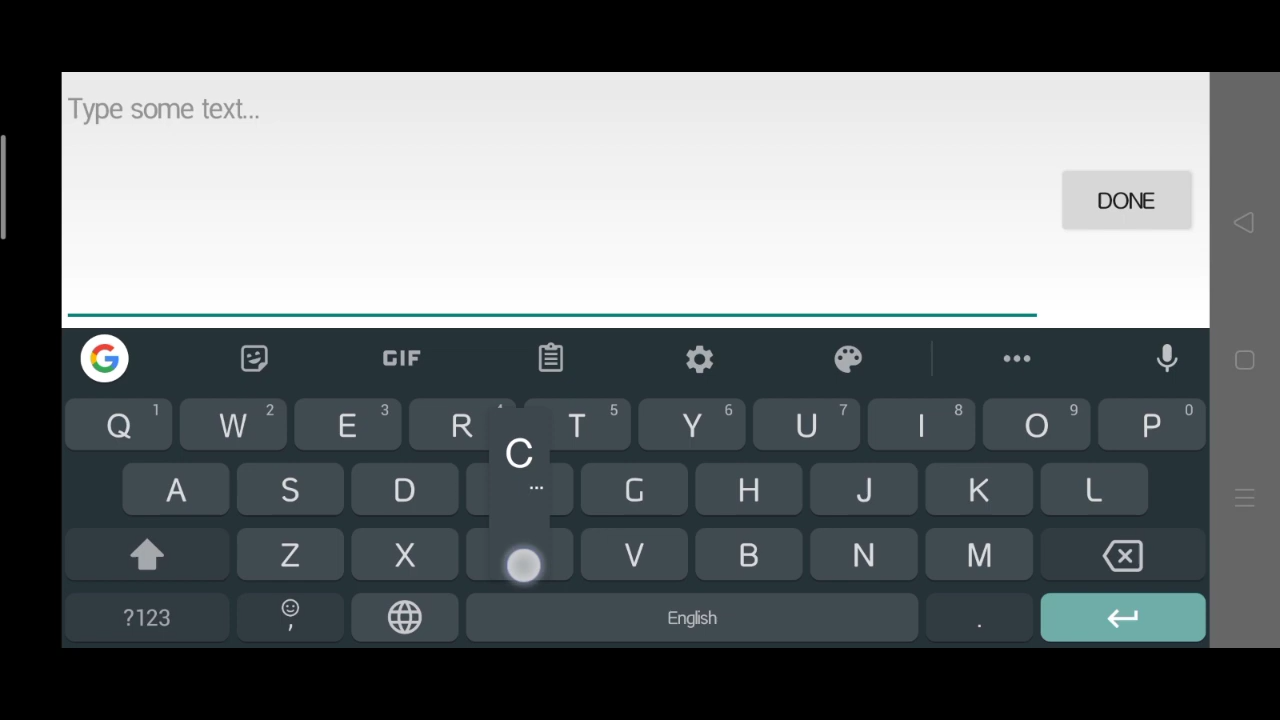 Type some text...
DONE
G GIF ...
Q 1 W 2 E 3 R T 5 Y 6 U 7 I 8 O 9 P 0
C
...
A S D G H J K L
Z X V B N M
?123 , English .